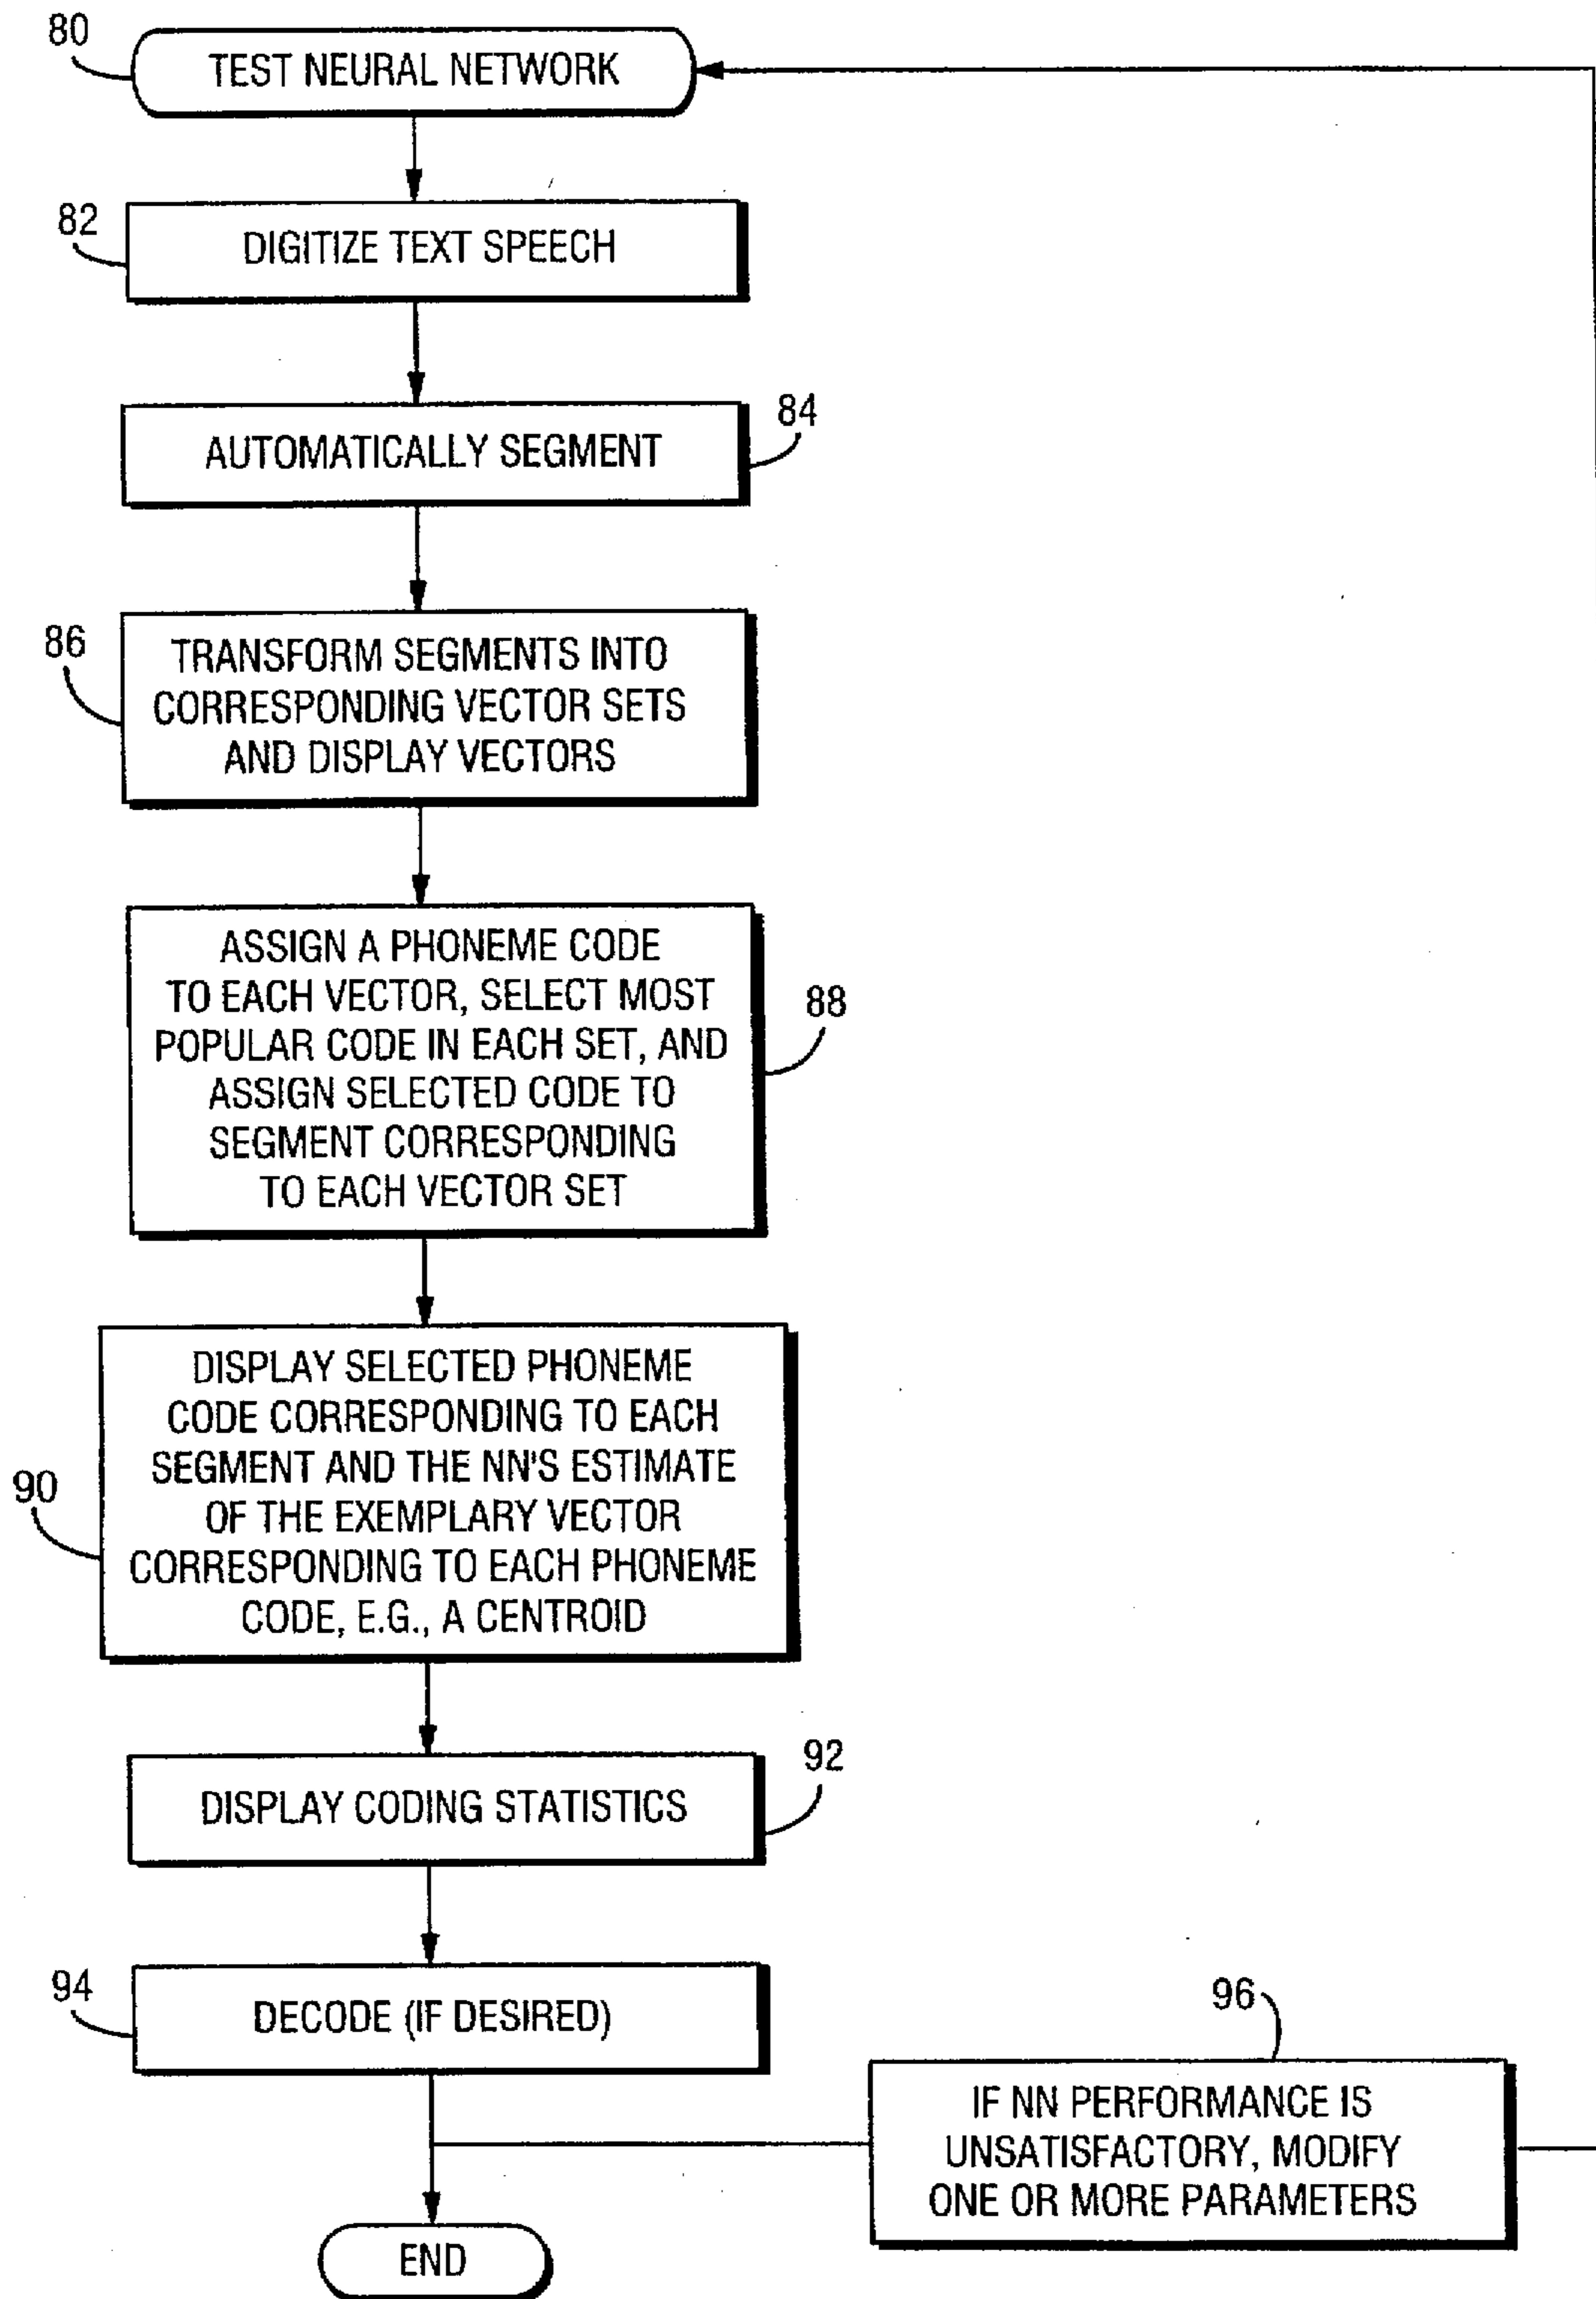 80
TEST NEURAL NETWORK
82
DIGITIZE TEXT SPEECH
84
AUTOMATICALLY SEGMENT
86
TRANSFORM SEGMENTS INTO
CORRESPONDING VECTOR SETS
AND DISPLAY VECTORS
88
ASSIGN A PHONEME CODE
TO EACH VECTOR, SELECT MOST
POPULAR CODE IN EACH SET, AND
ASSIGN SELECTED CODE TO
SEGMENT CORRESPONDING
TO EACH VECTOR SET
90
DISPLAY SELECTED PHONEME
CODE CORRESPONDING TO EACH
SEGMENT AND THE NN'S ESTIMATE
OF THE EXEMPLARY VECTOR
CORRESPONDING TO EACH PHONEME
CODE, E.G., A CENTROID
92
DISPLAY CODING STATISTICS
94
DECODE (IF DESIRED)
96
IF NN PERFORMANCE IS
UNSATISFACTORY, MODIFY
ONE OR MORE PARAMETERS
END